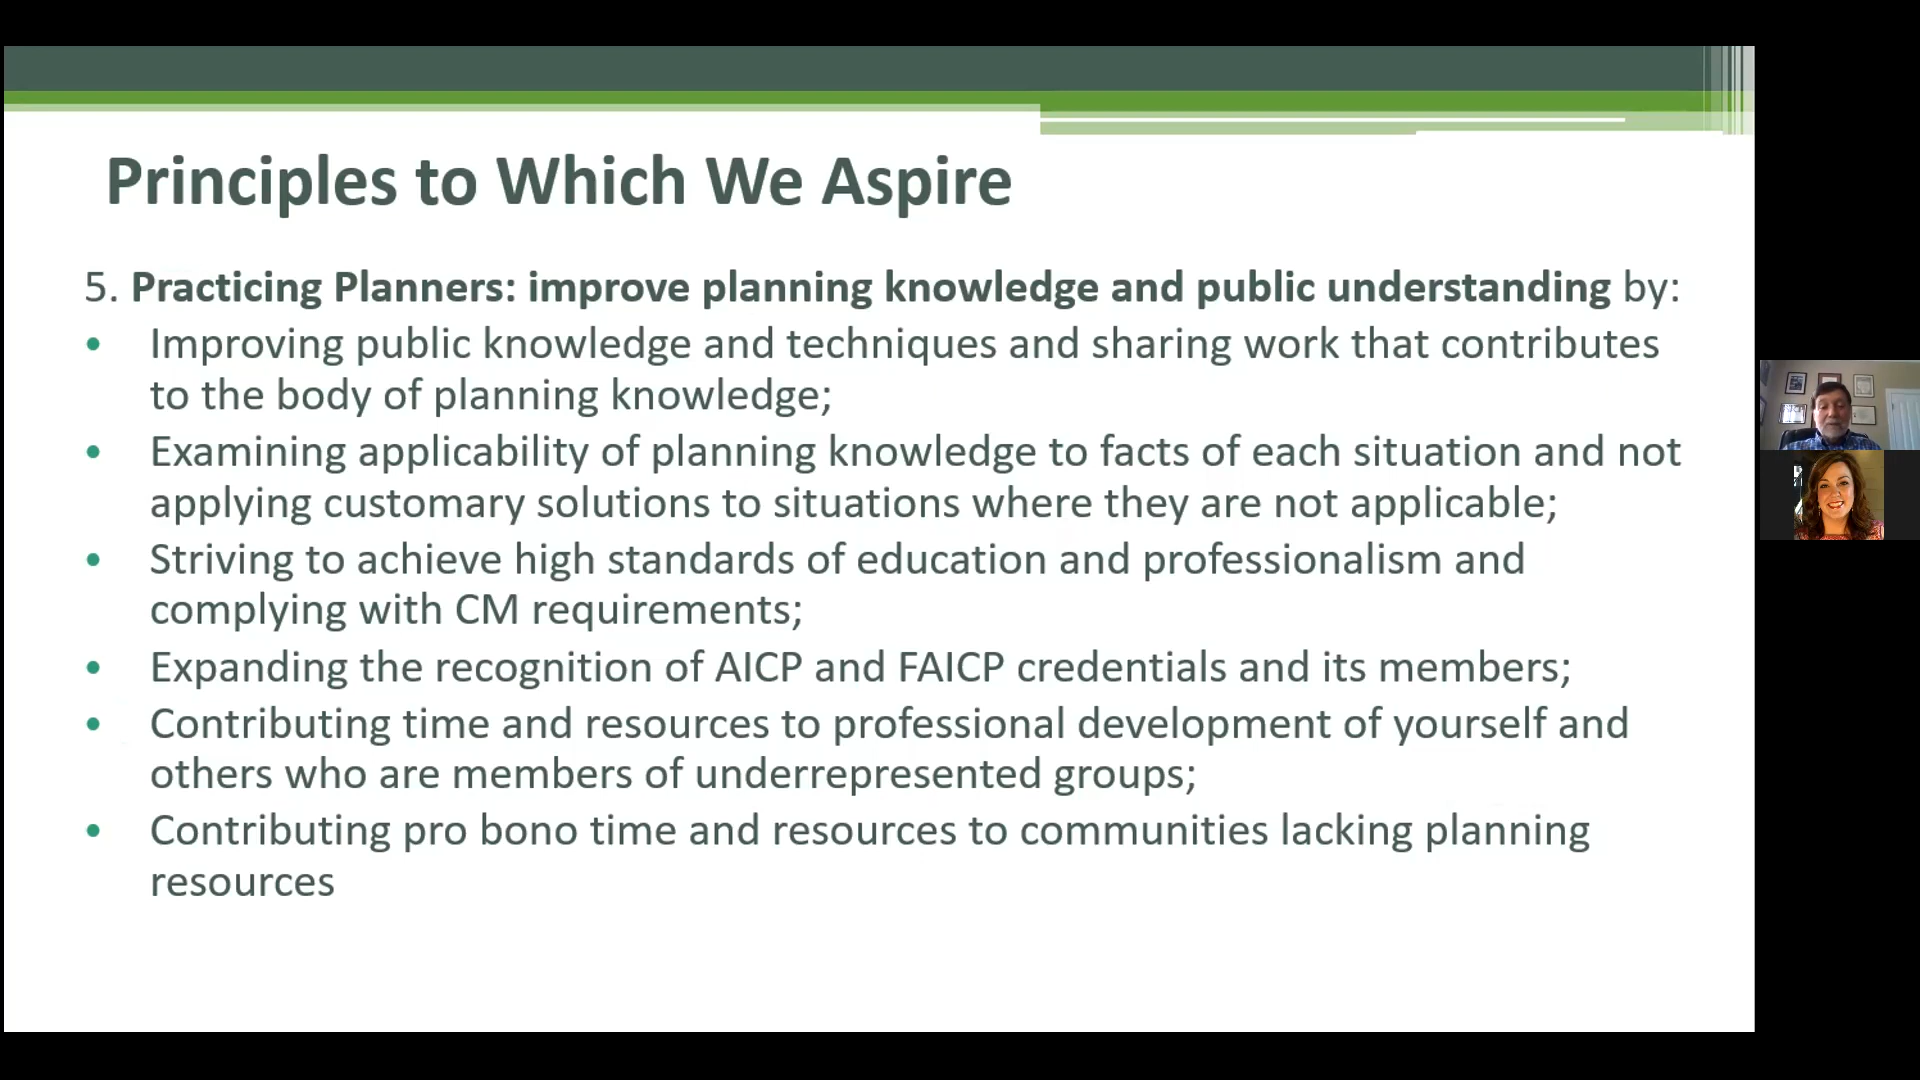 Principles to Which We Aspire
5. Practicing Planners: improve planning knowledge and public understanding by:
• Improving public knowledge and techniques and sharing work that contributes
to the body of planning knowledge;
• Examining applicability of planning knowledge to facts of each situation and not
applying customary solutions to situations where they are not applicable;
• Striving to achieve high standards of education and professionalism and
complying with CM requirements;
• Expanding the recognition of AICP and FAICP credentials and its members;
• Contributing time and resources to professional development of yourself and
others who are members of underrepresented groups;
• Contributing pro bono time and resources to communities lacking planning
resources